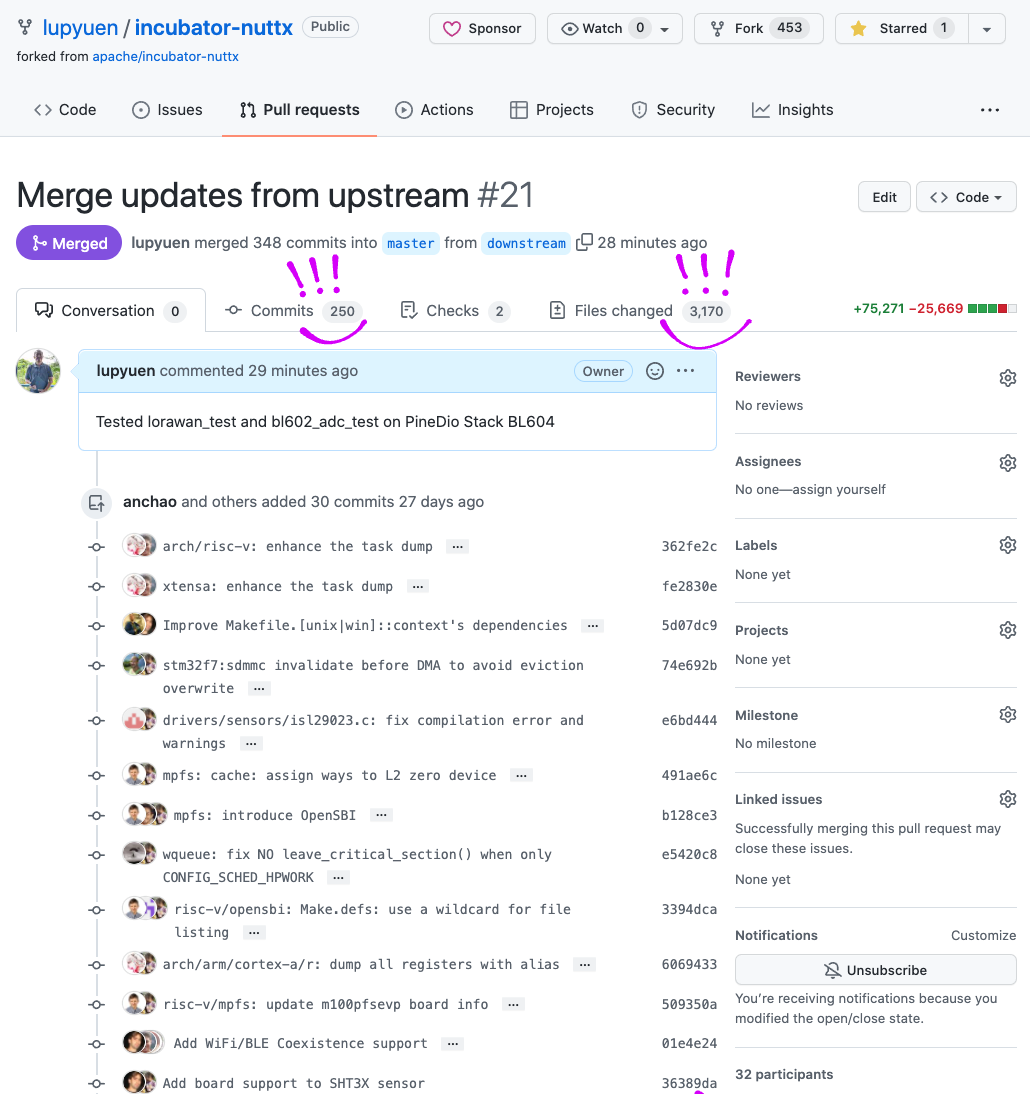 lupyuen / incubator-nuttx Public
Sponsor Watch 0 Fork 453 Starred 1
forked from apache/incubator-nuttx
Code Issues Pull requests Actions Projects Security Insights ...
Merge updates from upstream #21
Edit Code
Merged lupyuen merged 348 commits into master from downstream 28 minutes ago
!!! !!!
Conversation 0 Commits 250 Checks 2 Files changed 3,170 +75,271 −25,669
lupyuen commented 29 minutes ago Owner ...
Tested lorawan_test and bl602_adc_test on PineDio Stack BL604
anchao and others added 30 commits 27 days ago
arch/risc-v: enhance the task dump ... 362fe2c
xtensa: enhance the task dump ... fe2830e
Improve Makefile.[unix|win]::context's dependencies ... 5d07dc9
stm32f7:sdmmc invalidate before DMA to avoid eviction 74e692b
overwrite ...
drivers/sensors/isl29023.c: fix compilation error and e6bd444
warnings ...
mpfs: cache: assign ways to L2 zero device ... 491ae6c
mpfs: introduce OpenSBI ... b128ce3
wqueue: fix NO leave_critical_section() when only e5420c8
CONFIG_SCHED_HPWORK ...
risc-v/opensbi: Make.defs: use a wildcard for file 3394dca
listing ...
arch/arm/cortex-a/r: dump all registers with alias ... 6069433
risc-v/mpfs: update m100pfsevp board info ... 509350a
Add WiFi/BLE Coexistence support ... 01e4e24
Add board support to SHT3X sensor 36389da
Reviewers
No reviews
Assignees
No one—assign yourself
Labels
None yet
Projects
None yet
Milestone
No milestone
Linked issues
Successfully merging this pull request may
close these issues.
None yet
Notifications Customize
Unsubscribe
You're receiving notifications because you
modified the open/close state.
32 participants